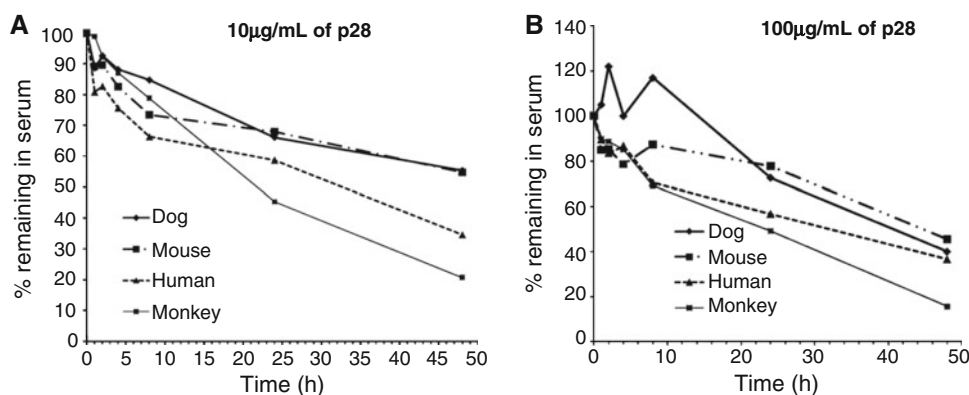 A
10µg/mL of p28
% remaining in serum
100
90
80
70
60
50
40
30
20
10
0
Dog
Mouse
Human
Monkey
0 5 10 15 20 25 30 35 40 45 50
Time (h)
B
100µg/mL of p28
% remaining in serum
140
120
100
80
60
40
20
0
Dog
Mouse
Human
Monkey
0 10 20 30 40 50
Time (h)